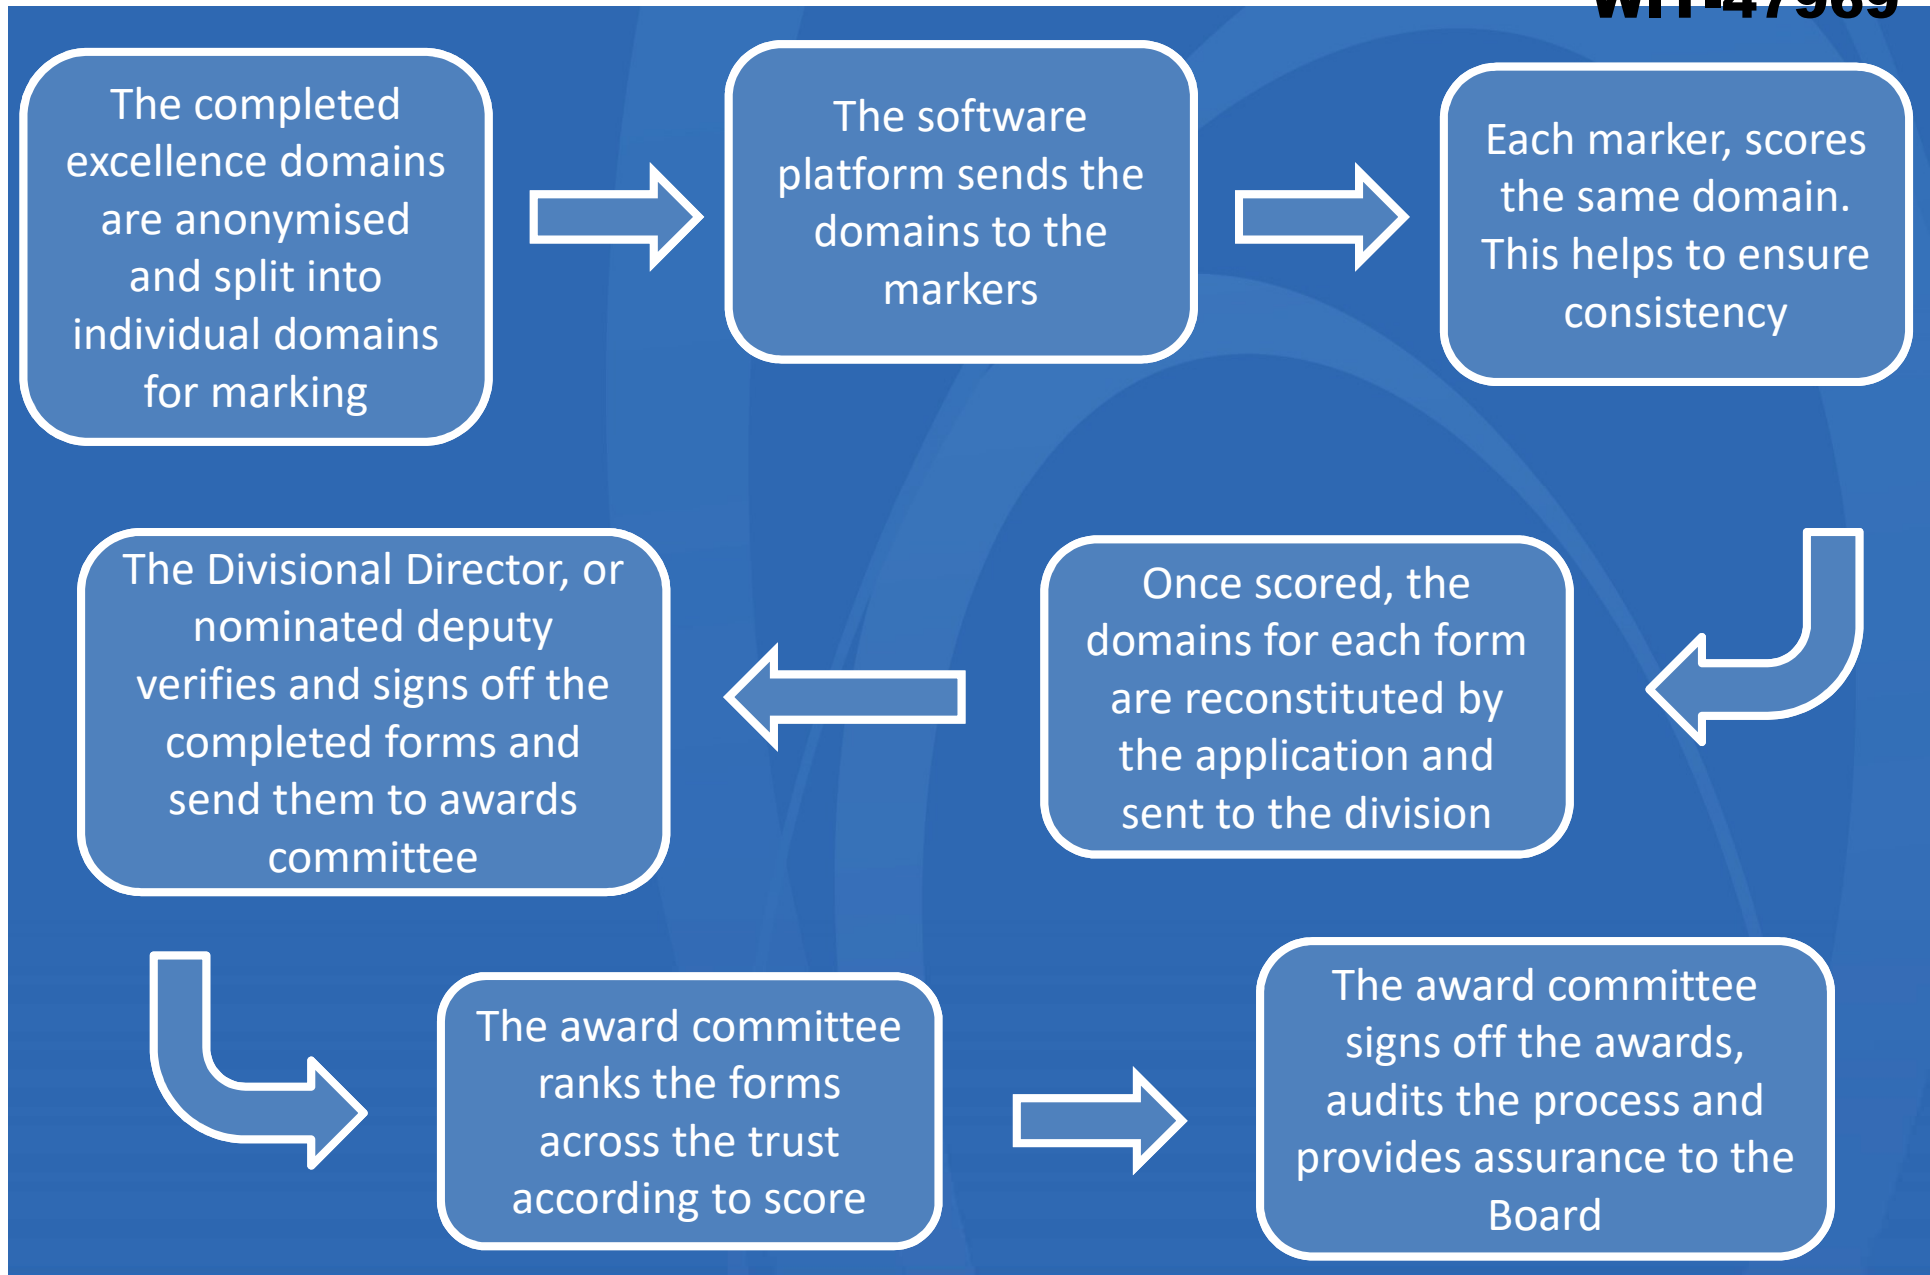 WIT-47969
The completed
excellence domains
are anonymised
and split into
individual domains
for marking
The software
platform sends the
domains to the
markers
Each marker, scores
the same domain.
This helps to ensure
consistency
Once scored, the
domains for each form
are reconstituted by
the application and
sent to the division
The Divisional Director, or
nominated deputy
verifies and signs off the
completed forms and
send them to awards
committee
The award committee
ranks the forms
across the trust
according to score
The award committee
signs off the awards,
audits the process and
provides assurance to the
Board